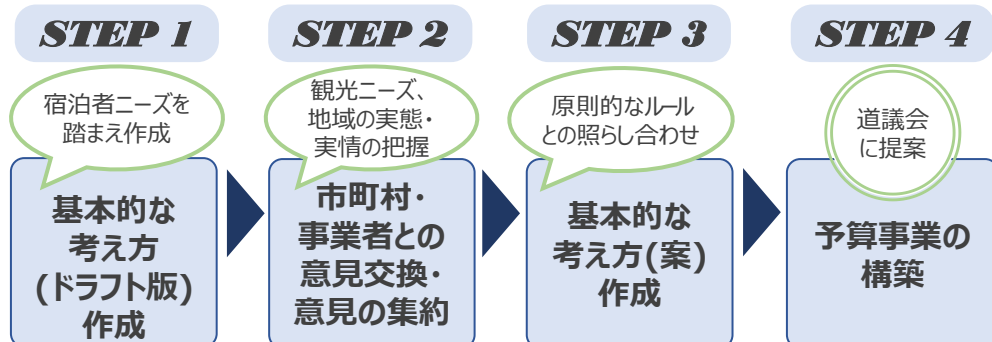 STEP 1
宿泊者ニーズを
踏まえ作成
基本的な
考え方
(ドラフト版)
作成
STEP 2
観光ニーズ、
地域の実態・
実情の把握
市町村・
事業者との
意見交換・
意見の集約
STEP 3
原則的なルール
との照らし合わせ
基本的な
考え方(案)
作成
STEP 4
道議会
に提案
予算事業の
構築